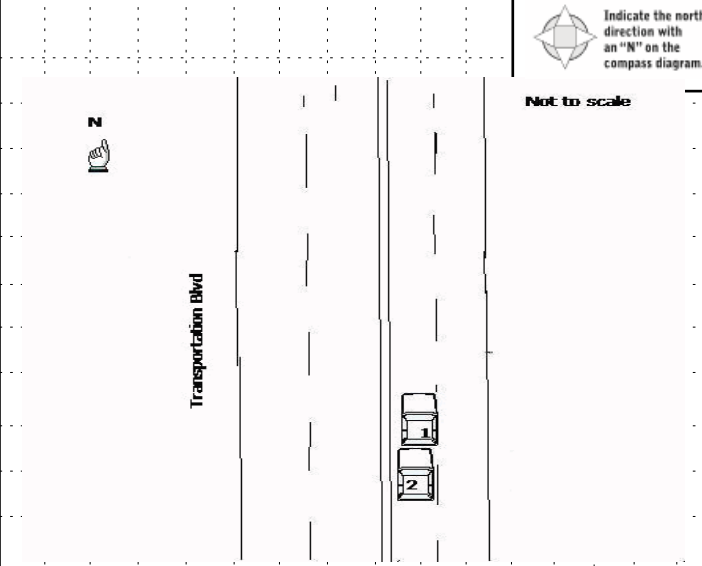 Indicate the north
direction with
an "N" on the
compass diagram.
Not to scale
N
Transportation Blvd
1
2